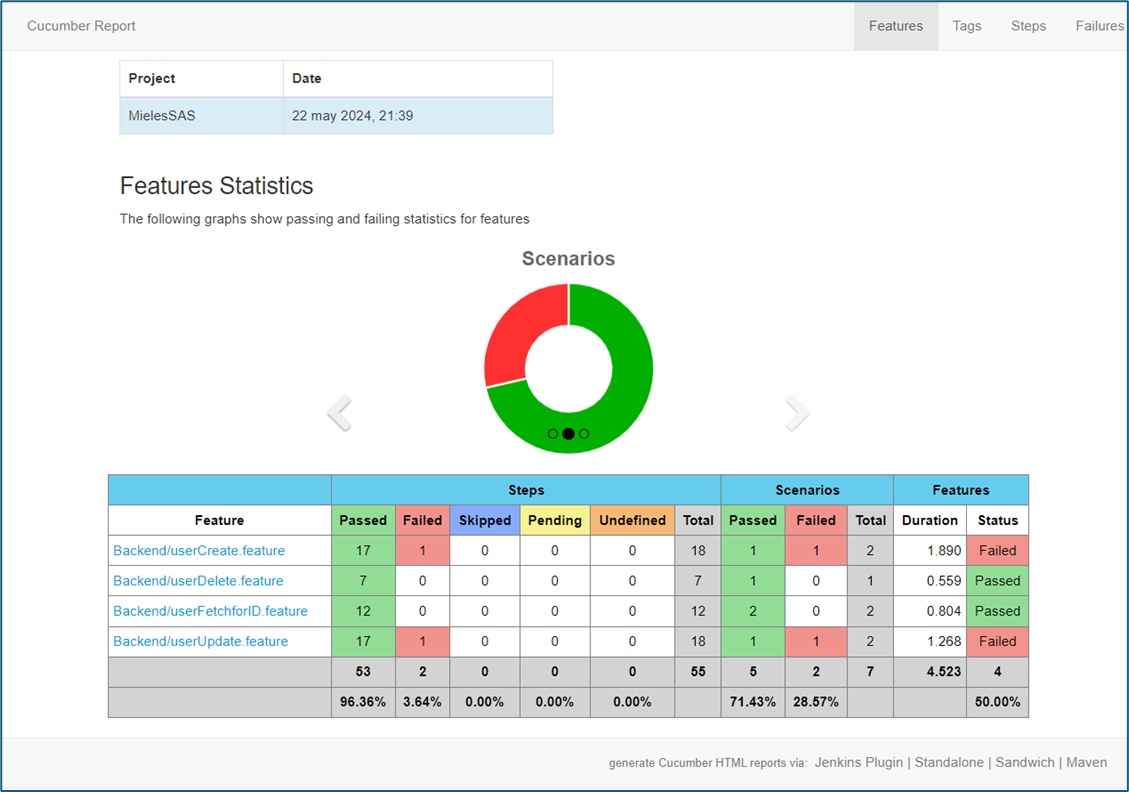 Cucumber Report Features Tags Steps Failures
Project Date
MielesSAS 22 may 2024, 21:39
Features Statistics
The following graphs show passing and failing statistics for features
Scenarios
Steps Scenarios Features
Feature Passed Failed Skipped Pending Undefined Total Passed Failed Total Duration Status
Backend/userCreate.feature 17 1 0 0 0 18 1 1 2 1.890 Failed
Backend/userDelete.feature 7 0 0 0 0 7 1 0 1 0.559 Passed
Backend/userFetchforID.feature 12 0 0 0 0 12 2 0 2 0.804 Passed
Backend/userUpdate.feature 17 1 0 0 0 18 1 1 2 1.268 Failed
53 2 0 0 0 55 5 2 7 4.523 4
96.36% 3.64% 0.00% 0.00% 0.00% 71.43% 28.57% 50.00%
generate Cucumber HTML reports via: Jenkins Plugin | Standalone | Sandwich | Maven